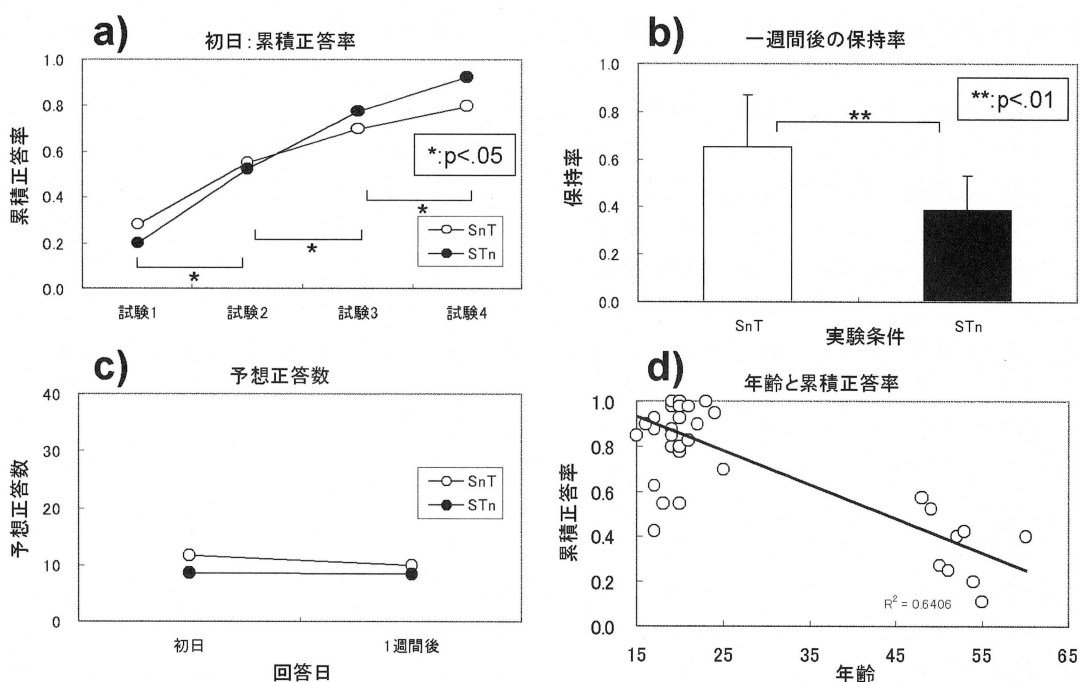 a)
初日:累積正答率
累積正答率
1.0
0.8
0.6
0.4
0.2
0.0
*:p<.05
*
*
*
SnT
STn
試験1
試験2
試験3
試験4
b)
一週間後の保持率
保持率
1.0
0.8
0.6
0.4
0.2
0.0
**:p<.01
**
SnT
STn
実験条件
c)
予想正答数
予想正答数
40
30
20
10
0
SnT
STn
初日
1週間後
回答日
d)
年齢と累積正答率
累積正答率
1.0
0.8
0.6
0.4
0.2
0.0
R² = 0.6406
15
25
35
45
55
65
年齢